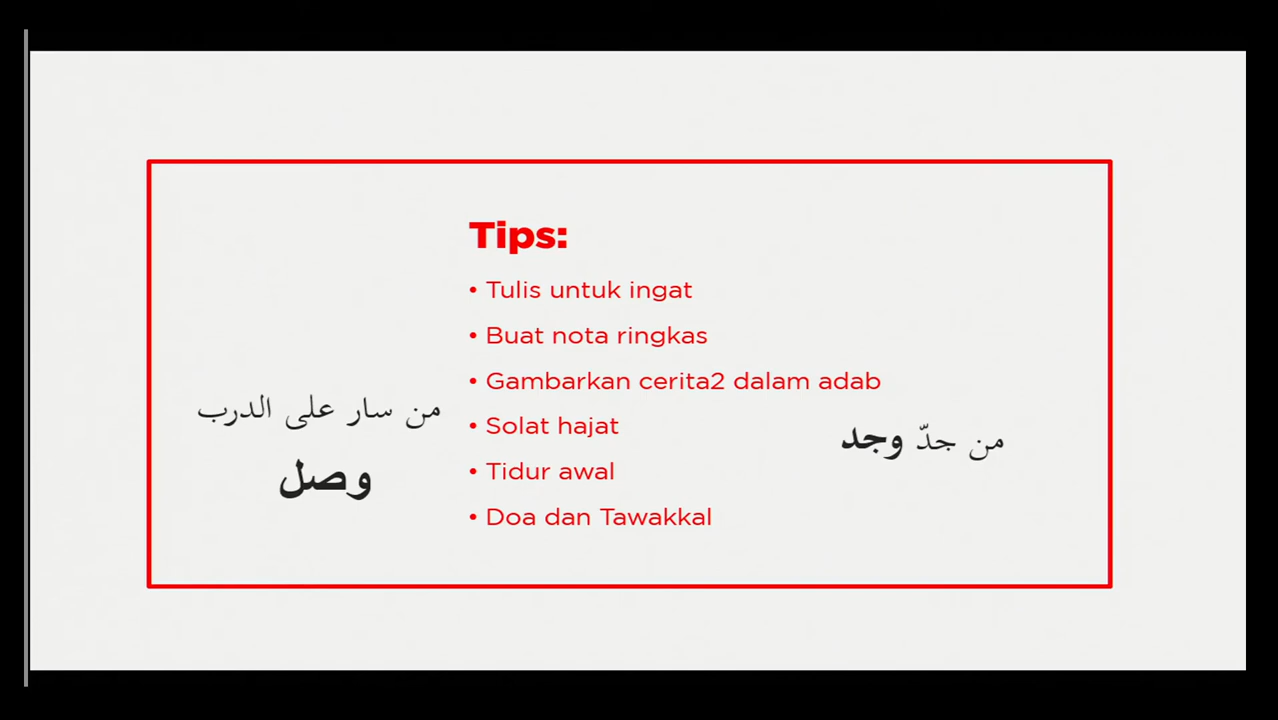 Tips:
• Tulis untuk ingat
• Buat nota ringkas
• Gambarkan cerita2 dalam adab
• Solat hajat
• Tidur awal
• Doa dan Tawakkal
من سار على الدرب
وصل
من جدّ وجد